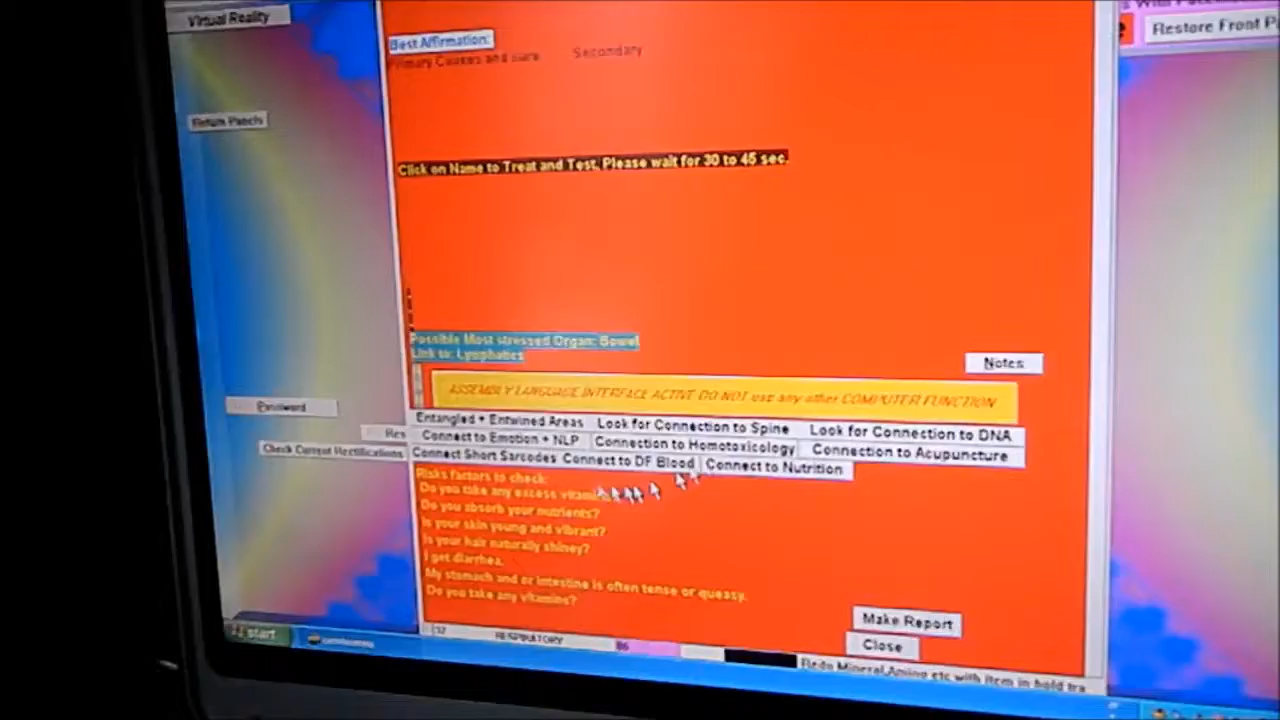 Virtual Reality
Restore Front P
Best Affirmation:
Primary Causes and
Secondary
Return Panels
Click on Name to Treat and Test, Please wait for 30 to 45 sec.
Possible Most stressed Organ: Bowel
Link to: Lymphatics
Notes
ASSEMBLY LANGUAGE INTERFACE ACTIVE DO NOT use any other COMPUTER FUNCTION
Password
Entangled + Entwined Areas Look for Connection to Spine Look for Connection to DNA
Res
Connect to Emotion + NLP Connection to Homotoxicology Connection to Acupuncture
Check Current Rectifications
Connect Short Sarcodes Connect to DF Blood Connect to Nutrition
Risks factors to check:
Do you take any excess
Do you absorb your nutrients?
Is your skin young and vibrant?
Is your hair naturally shiney?
I get diarrhea.
My stomach and or intestine is often tense or queasy.
Do you take any vitamins?
Make Report
Close
start
RESPIRATORY
86
Redo Mineral,Amino etc with item in hold tra